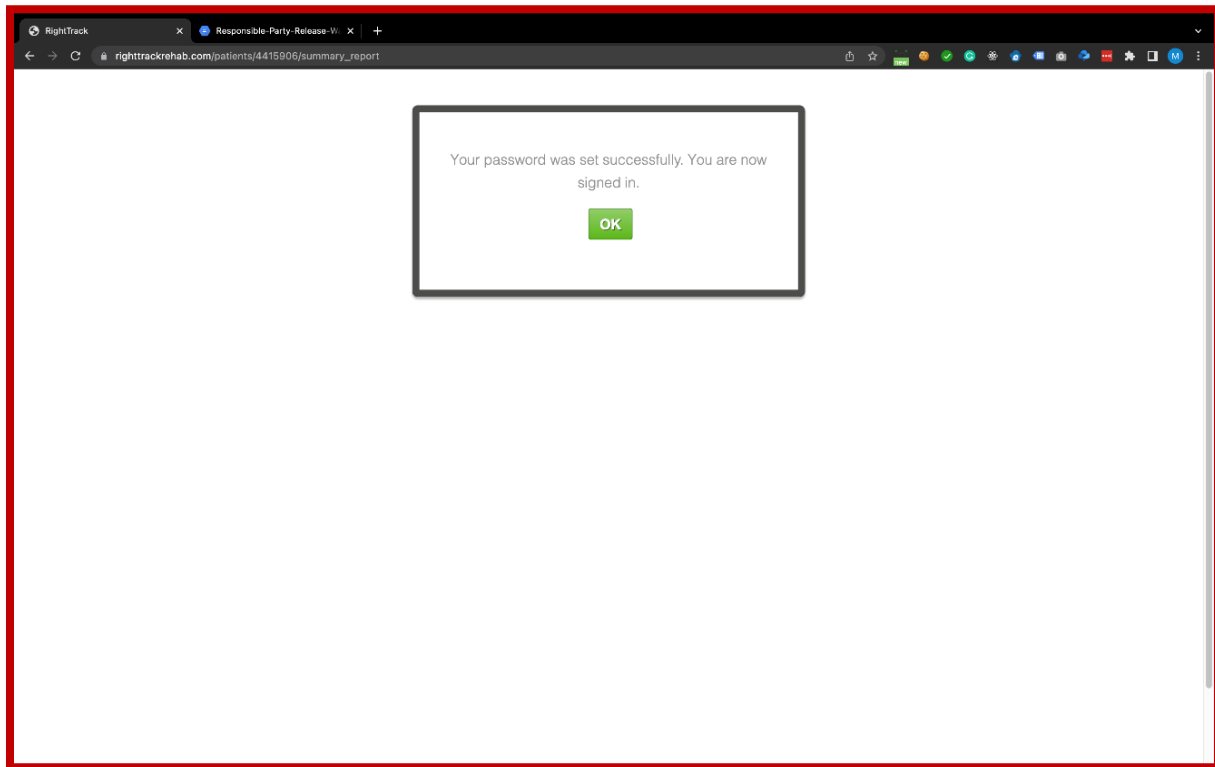 RightTrack
Responsible-Party-Release-W
righttrackrehab.com/patients/4415906/summary_report
new
M
Your password was set successfully. You are now
signed in.
OK